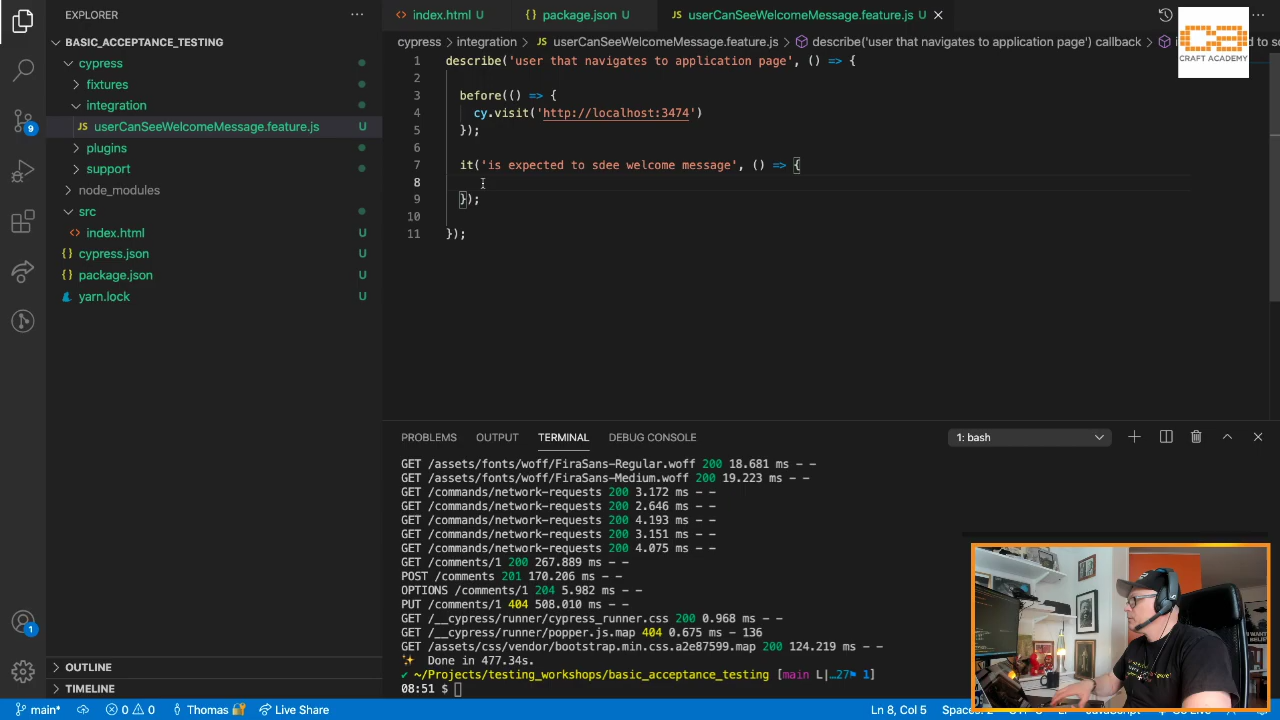 EXPLORER
index.html U
package.json U
userCanSeeWelcomeMessage.feature.js U
CRAFT ACADEMY
BASIC_ACCEPTANCE_TESTING
cypress
fixtures
integration
userCanSeeWelcomeMessage.feature.js U
plugins
support
node_modules
src
index.html U
cypress.json U
package.json U
yarn.lock U
cypress
userCanSeeWelcomeMessage.feature.js
describe('user that navigates to application page') callback
1 describe('user that navigates to application page', () => {
2
3 before(() => {
4 cy.visit('http://localhost:3474')
5 });
6
7 it('is expected to sdee welcome message', () => {
8
9 });
10
11 });
PROBLEMS OUTPUT TERMINAL DEBUG CONSOLE 1: bash
GET /assets/fonts/woff/FiraSans-Regular.woff 200 18.681 ms - -
GET /assets/fonts/woff/FiraSans-Medium.woff 200 19.223 ms - -
GET /commands/network-requests 200 3.172 ms - -
GET /commands/network-requests 200 2.646 ms - -
GET /commands/network-requests 200 4.193 ms - -
GET /commands/network-requests 200 3.151 ms - -
GET /commands/network-requests 200 4.075 ms - -
GET /comments/1 200 267.889 ms - -
POST /comments 201 170.206 ms - -
OPTIONS /comments/1 204 5.982 ms - -
PUT /comments/1 404 508.010 ms - -
GET /__cypress/runner/cypress_runner.css 200 0.968 ms - -
GET /__cypress/runner/popper.js.map 404 0.675 ms - 136
GET /assets/css/vendor/bootstrap.min.css.a2e87599.map 200 124.219 ms - -
✨ Done in 477.34s.
✔ ~/Projects/testing_workshops/basic_acceptance_testing [main L|…27⚑ 1]
08:51 $
9
1
OUTLINE
TIMELINE
main* 0 0 Thomas Live Share Ln 8, Col 5